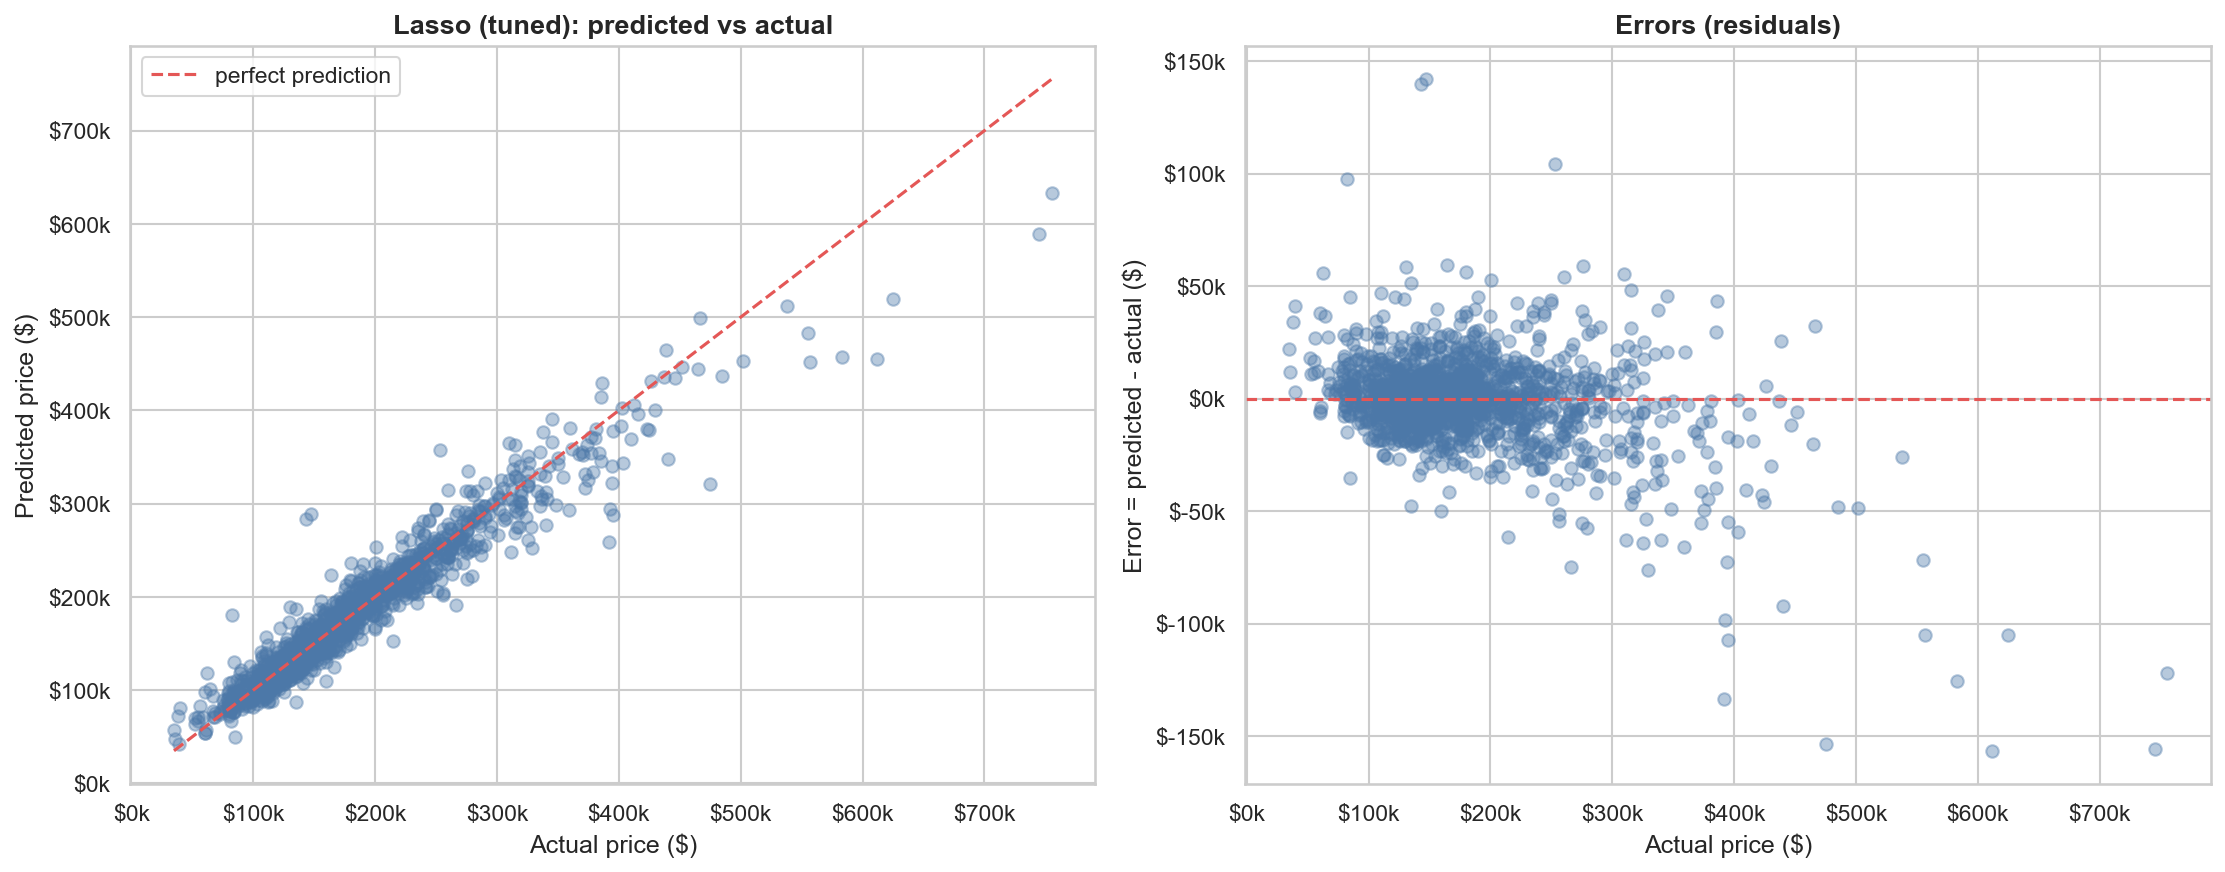 Lasso (tuned): predicted vs actual
perfect prediction
Predicted price ($)
$700k
$600k
$500k
$400k
$300k
$200k
$100k
$0k
$0k $100k $200k $300k $400k $500k $600k $700k
Actual price ($)
Errors (residuals)
Error = predicted - actual ($)
$150k
$100k
$50k
$0k
$-50k
$-100k
$-150k
$0k $100k $200k $300k $400k $500k $600k $700k
Actual price ($)